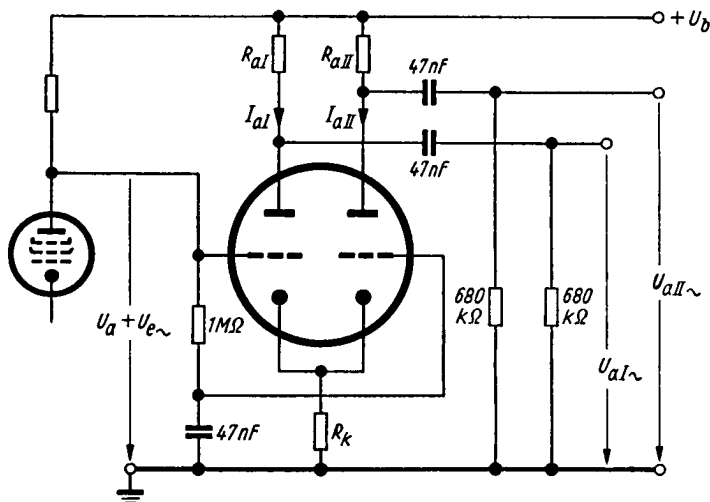 + U_b
R_aI
R_aII
47nF
I_aI
I_aII
47nF
U_a + U_e~
1MΩ
680
kΩ
680
kΩ
U_aII~
U_aI~
47nF
R_k